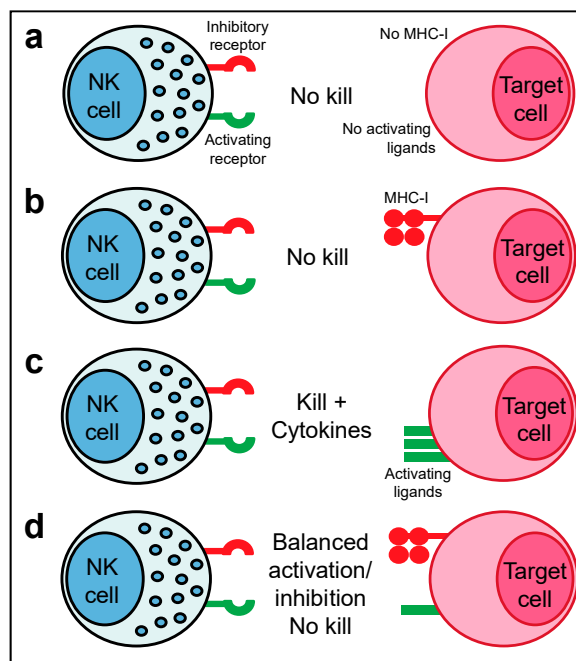 a
Inhibitory
receptor
No MHC-I
NK
cell
No kill
Target
cell
No activating
ligands
Activating
receptor
b
MHC-I
NK
cell
No kill
Target
cell
c
NK
cell
Kill +
Cytokines
Target
cell
Activating
ligands
d
NK
cell
Balanced
activation/
inhibition
No kill
Target
cell